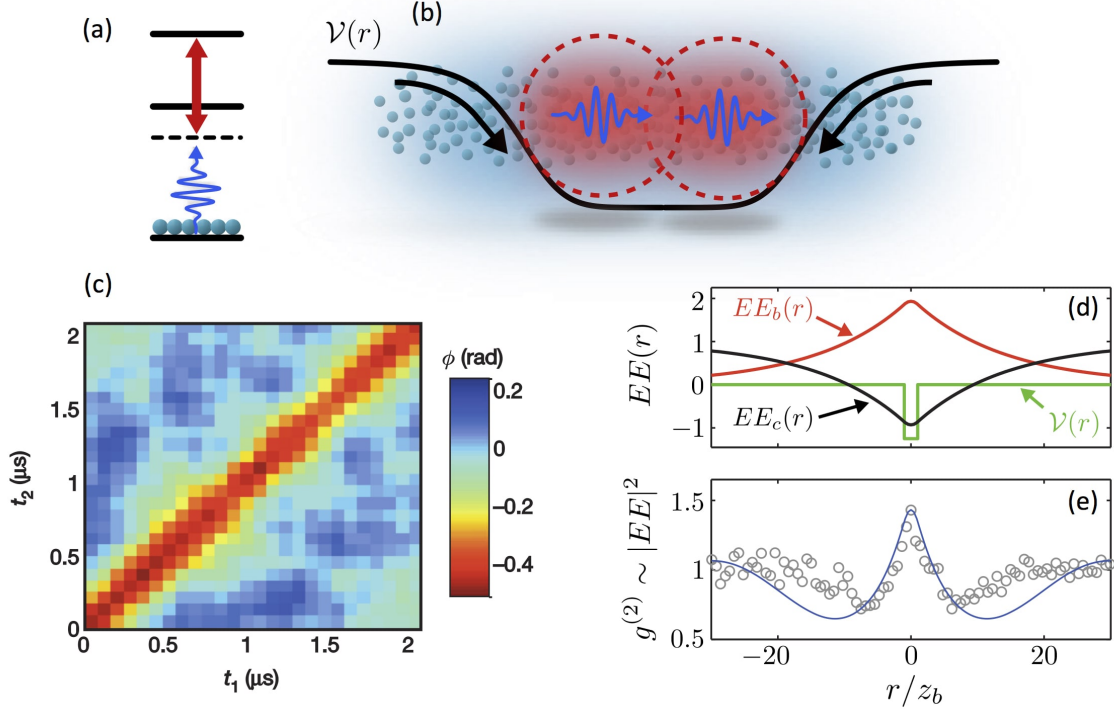 (a)
(b)
𝒱(r)
(c)
ϕ (rad)
0.2
0
−0.2
−0.4
t₂ (μs)
2
1.5
1
0.5
0
0 0.5 1 1.5 2
t₁ (μs)
(d)
EE(r)
2
1
0
−1
EE_b(r)
EE_c(r)
𝒱(r)
(e)
g⁽²⁾ ∼ |EE|²
1.5
1
0.5
−20 0 20
r/z_b